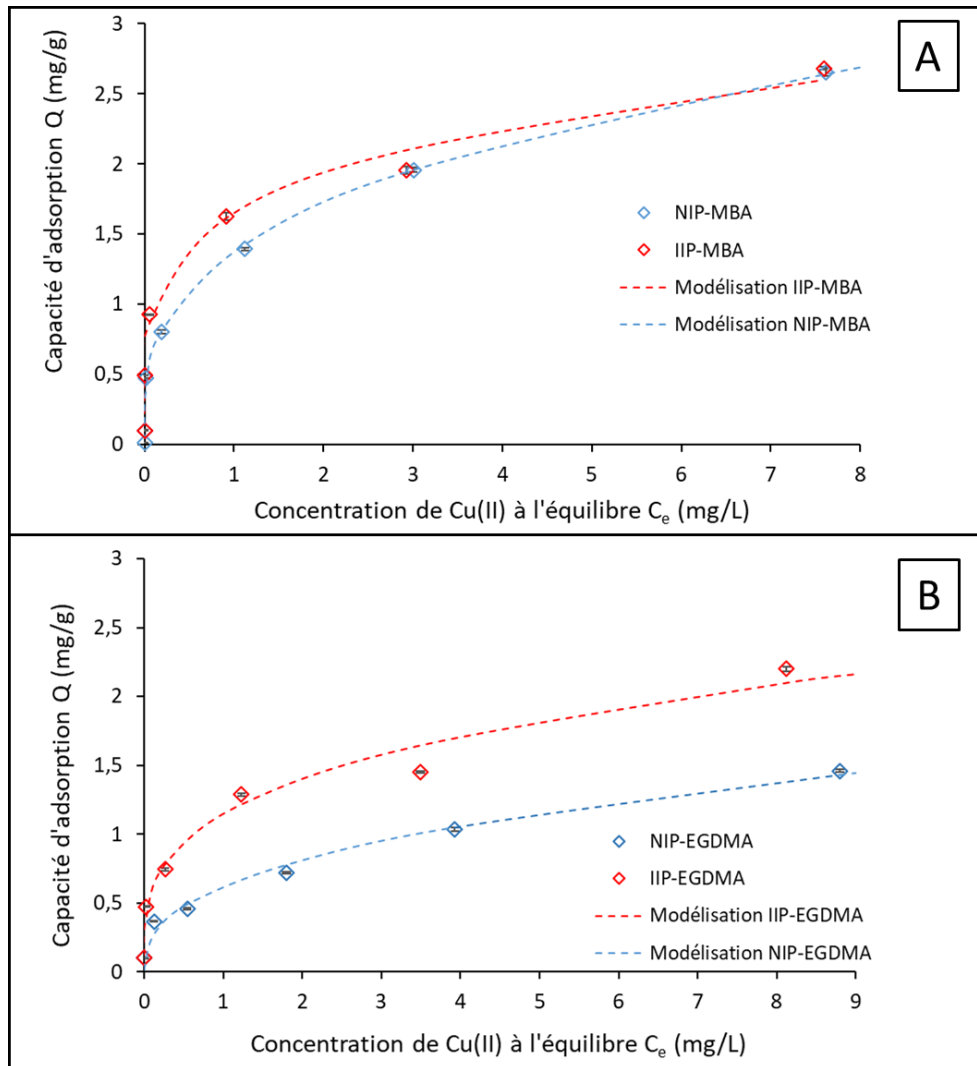 A
Capacité d'adsorption Q (mg/g)
3
2,5
2
1,5
1
0,5
0
NIP-MBA
IIP-MBA
Modélisation IIP-MBA
Modélisation NIP-MBA
0 1 2 3 4 5 6 7 8
Concentration de Cu(II) à l'équilibre Ce (mg/L)
B
Capacité d'adsorption Q (mg/g)
3
2,5
2
1,5
1
0,5
0
NIP-EGDMA
IIP-EGDMA
Modélisation IIP-EGDMA
Modélisation NIP-EGDMA
0 1 2 3 4 5 6 7 8 9
Concentration de Cu(II) à l'équilibre Ce (mg/L)